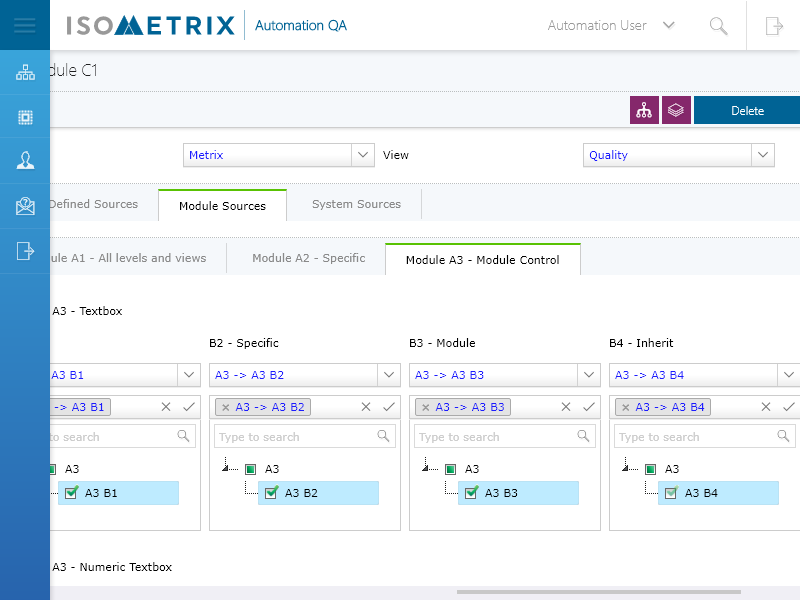 ISOMETRIX Automation QA Automation User
dule C1
Delete
Metrix View Quality
Defined Sources Module Sources System Sources
ule A1 - All levels and views Module A2 - Specific Module A3 - Module Control
A3 - Textbox
B2 - Specific B3 - Module B4 - Inherit
A3 B1 A3 -> A3 B2 A3 -> A3 B3 A3 -> A3 B4
-> A3 B1 A3 -> A3 B2 A3 -> A3 B3 A3 -> A3 B4
to search Type to search Type to search Type to search
A3 A3 A3 A3
A3 B1 A3 B2 A3 B3 A3 B4
A3 - Numeric Textbox